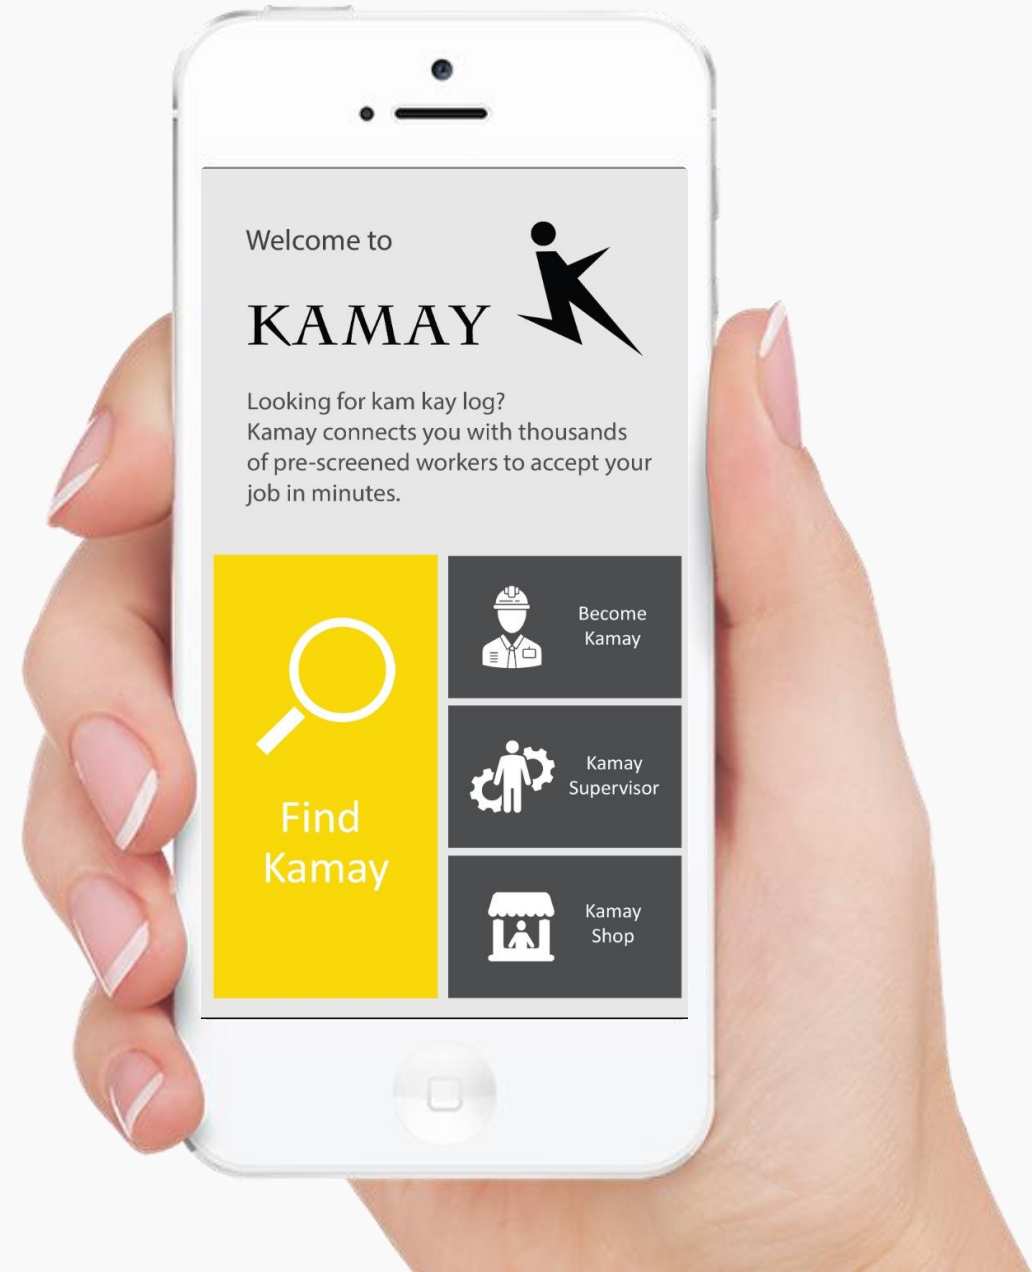 Welcome to
KAMAY
Looking for kam kay log?
Kamay connects you with thousands
of pre-screened workers to accept your
job in minutes.
Find
Kamay
Become
Kamay
Kamay
Supervisor
Kamay
Shop